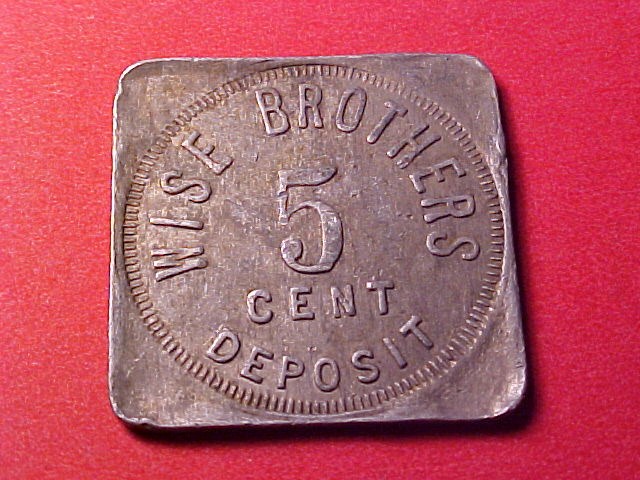 WISE BROTHERS
5
CENT
DEPOSIT